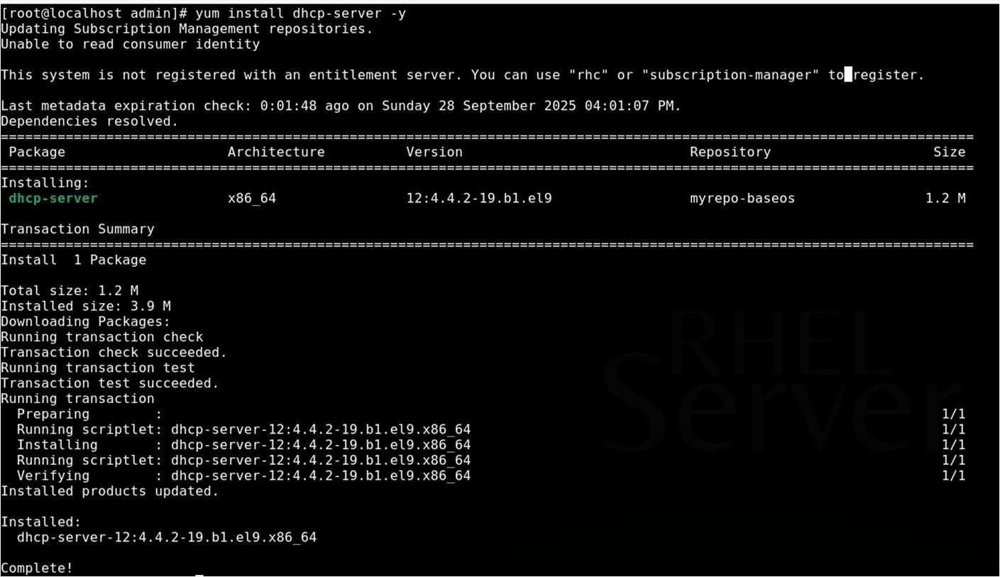 [root@localhost admin]# yum install dhcp-server -y
Updating Subscription Management repositories.
Unable to read consumer identity
This system is not registered with an entitlement server. You can use "rhc" or "subscription-manager" to register.
Last metadata expiration check: 0:01:48 ago on Sunday 28 September 2025 04:01:07 PM.
Dependencies resolved.
========================================================================================================================
Package Architecture Version Repository Size
========================================================================================================================
Installing:
dhcp-server x86_64 12:4.4.2-19.b1.el9 myrepo-baseos 1.2 M
Transaction Summary
========================================================================================================================
Install 1 Package
Total size: 1.2 M
Installed size: 3.9 M
Downloading Packages:
Running transaction check
Transaction check succeeded.
Running transaction test
Transaction test succeeded.
Running transaction
Preparing : 1/1
Running scriptlet: dhcp-server-12:4.4.2-19.b1.el9.x86_64 1/1
Installing : dhcp-server-12:4.4.2-19.b1.el9.x86_64 1/1
Running scriptlet: dhcp-server-12:4.4.2-19.b1.el9.x86_64 1/1
Verifying : dhcp-server-12:4.4.2-19.b1.el9.x86_64 1/1
Installed products updated.
Installed:
dhcp-server-12:4.4.2-19.b1.el9.x86_64
Complete!
RHEL
Server